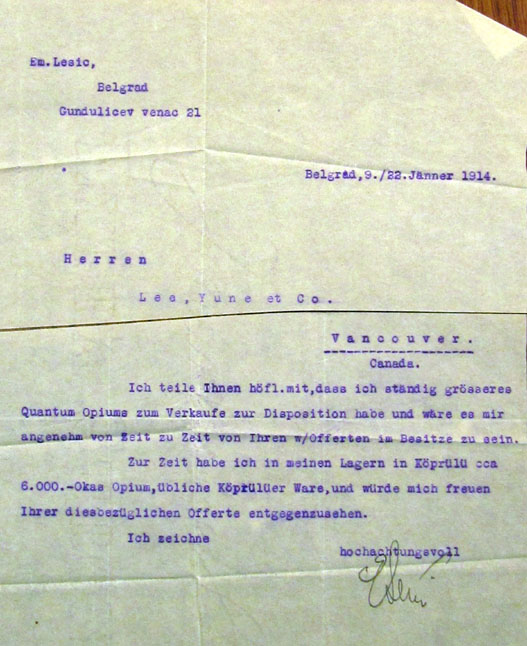 Em.Lesic,
Belgrad
Gundulicev venac 21
Belgrad,9./22.Jänner 1914.
Herren
Lee,Yune et Co.
Vancouver.
Canada.
Ich teile Ihnen höfl.mit,dass ich ständig grösseres
Quantum Opiums zum Verkaufe zur Disposition habe und wäre es mir
angenehm von Zeit zu Zeit von Ihren w/Offerten im Besitze zu sein.
Zur Zeit habe ich in meinen Lagern in Köprülü cca
6.000.-Okas Opium,übliche Köprülüer Ware,und würde mich freuen
Ihrer diesbezüglichen Offerte entgegenzusehen.
Ich zeichne
hochachtungsvoll